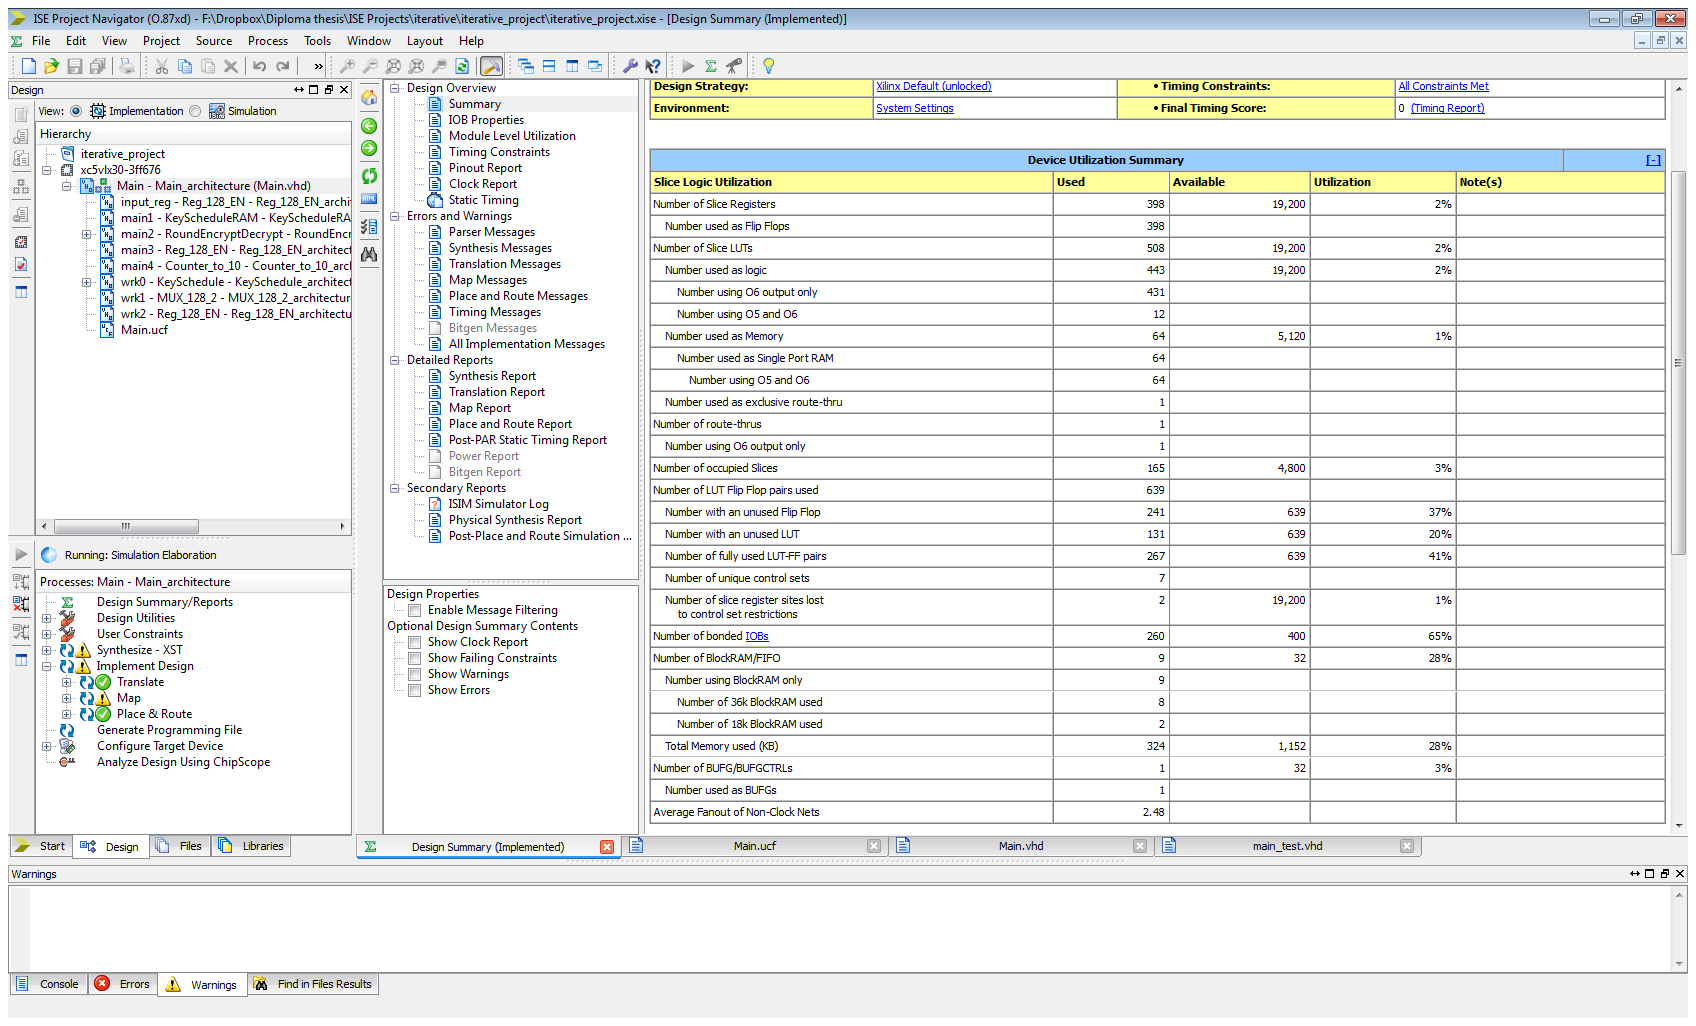 ISE Project Navigator (O.87xd) - F:\Dropbox\Diploma thesis\ISE Projects\iterative\iterative_project\iterative_project.xise - [Design Summary (Implemented)]
File Edit View Project Source Process Tools Window Layout Help
»
Design
View: Implementation Simulation
Hierarchy
iterative_project
xc5vlx30-3ff676
Main - Main_architecture (Main.vhd)
input_reg - Reg_128_EN - Reg_128_EN_archi
main1 - KeyScheduleRAM - KeyScheduleRA
main2 - RoundEncryptDecrypt - RoundEncr
main3 - Reg_128_EN - Reg_128_EN_architect
main4 - Counter_to_10 - Counter_to_10_arcl
wrk0 - KeySchedule - KeySchedule_architect
wrk1 - MUX_128_2 - MUX_128_2_architectur
wrk2 - Reg_128_EN - Reg_128_EN_architectu
Main.ucf
Running: Simulation Elaboration
Processes: Main - Main_architecture
Design Summary/Reports
Design Utilities
User Constraints
Synthesize - XST
Implement Design
Translate
Map
Place & Route
Generate Programming File
Configure Target Device
Analyze Design Using ChipScope
Start Design Files Libraries
Design Overview
Summary
IOB Properties
Module Level Utilization
Timing Constraints
Pinout Report
Clock Report
Static Timing
Errors and Warnings
Parser Messages
Synthesis Messages
Translation Messages
Map Messages
Place and Route Messages
Timing Messages
Bitgen Messages
All Implementation Messages
Detailed Reports
Synthesis Report
Translation Report
Map Report
Place and Route Report
Post-PAR Static Timing Report
Power Report
Bitgen Report
Secondary Reports
ISIM Simulator Log
Physical Synthesis Report
Post-Place and Route Simulation ...
Design Properties
Enable Message Filtering
Optional Design Summary Contents
Show Clock Report
Show Failing Constraints
Show Warnings
Show Errors
Design Strategy: Xilinx Default (unlocked) • Timing Constraints: All Constraints Met
Environment: System Settings • Final Timing Score: 0 (Timing Report)
Device Utilization Summary [-]
Slice Logic Utilization Used Available Utilization Note(s)
Number of Slice Registers 398 19,200 2%
Number used as Flip Flops 398
Number of Slice LUTs 508 19,200 2%
Number used as logic 443 19,200 2%
Number using O6 output only 431
Number using O5 and O6 12
Number used as Memory 64 5,120 1%
Number used as Single Port RAM 64
Number using O5 and O6 64
Number used as exclusive route-thru 1
Number of route-thrus 1
Number using O6 output only 1
Number of occupied Slices 165 4,800 3%
Number of LUT Flip Flop pairs used 639
Number with an unused Flip Flop 241 639 37%
Number with an unused LUT 131 639 20%
Number of fully used LUT-FF pairs 267 639 41%
Number of unique control sets 7
Number of slice register sites lost 2 19,200 1%
to control set restrictions
Number of bonded IOBs 260 400 65%
Number of BlockRAM/FIFO 9 32 28%
Number using BlockRAM only 9
Number of 36k BlockRAM used 8
Number of 18k BlockRAM used 2
Total Memory used (KB) 324 1,152 28%
Number of BUFG/BUFGCTRLs 1 32 3%
Number used as BUFGs 1
Average Fanout of Non-Clock Nets 2.48
Design Summary (Implemented) Main.ucf Main.vhd main_test.vhd
Warnings
Console Errors Warnings Find in Files Results